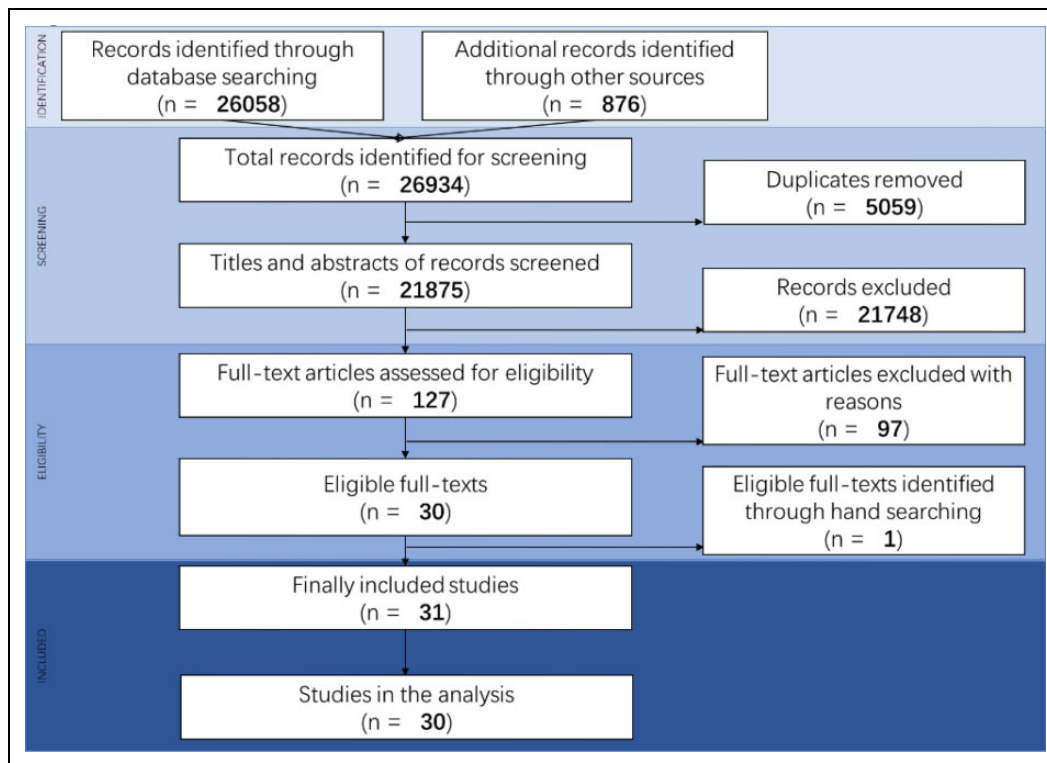 IDENTIFICATION
Records identified through
database searching
(n = 26058)
Additional records identified
through other sources
(n = 876)
SCREENING
Total records identified for screening
(n = 26934)
Duplicates removed
(n = 5059)
Titles and abstracts of records screened
(n = 21875)
Records excluded
(n = 21748)
ELIGIBILITY
Full-text articles assessed for eligibility
(n = 127)
Full-text articles excluded with
reasons
(n = 97)
Eligible full-texts
(n = 30)
Eligible full-texts identified
through hand searching
(n = 1)
INCLUDED
Finally included studies
(n = 31)
Studies in the analysis
(n = 30)